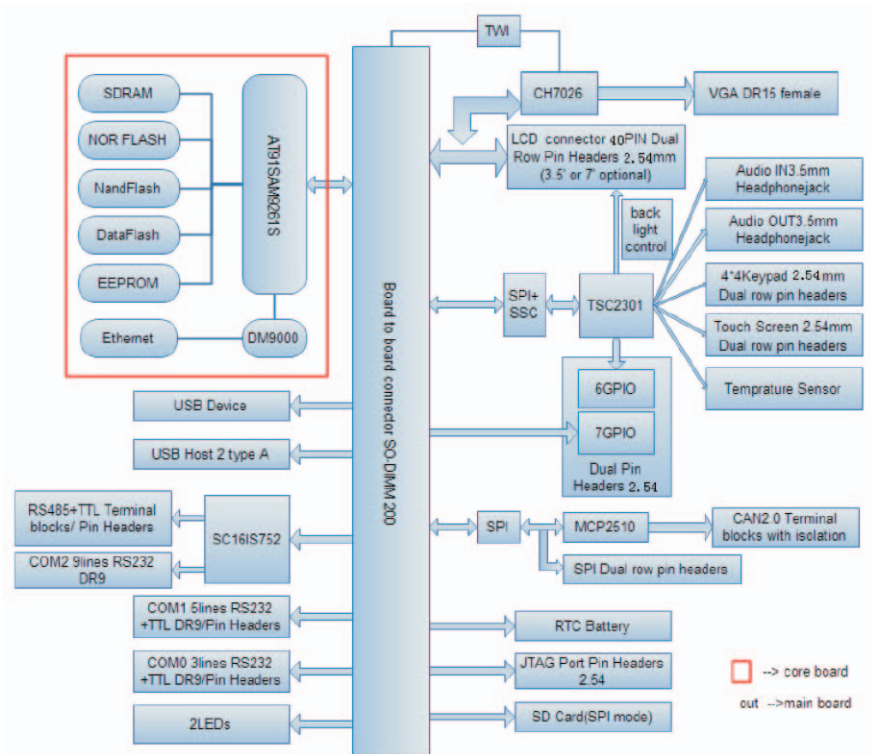 TWI
SDRAM
NOR FLASH
NandFlash
DataFlash
EEPROM
Ethernet
AT91SAM9261S
DM9000
Board to board connector SO-DIMM 200
CH7026
VGA DR15 female
LCD connector 40PIN Dual
Row Pin Headers 2.54mm
(3.5' or 7' optional)
back
light
control
Audio IN3.5mm
Headphonejack
Audio OUT3.5mm
Headphonejack
4*4Keypad 2.54mm
Dual row pin headers
Touch Screen 2.54mm
Dual row pin headers
Temprature Sensor
SPI+
SSC
TSC2301
6GPIO
7GPIO
Dual Pin
Headers 2.54
USB Device
USB Host 2 type A
RS485+TTL Terminal
blocks/ Pin Headers
SC16IS752
COM2 9lines RS232
DR9
COM1 5lines RS232
+TTL DR9/Pin Headers
COM0 3lines RS232
+TTL DR9/Pin Headers
2LEDs
SPI
MCP2510
CAN2.0 Terminal
blocks with isolation
SPI Dual row pin headers
RTC Battery
JTAG Port Pin Headers
2.54
SD Card(SPI mode)
--> core board
out -->main board